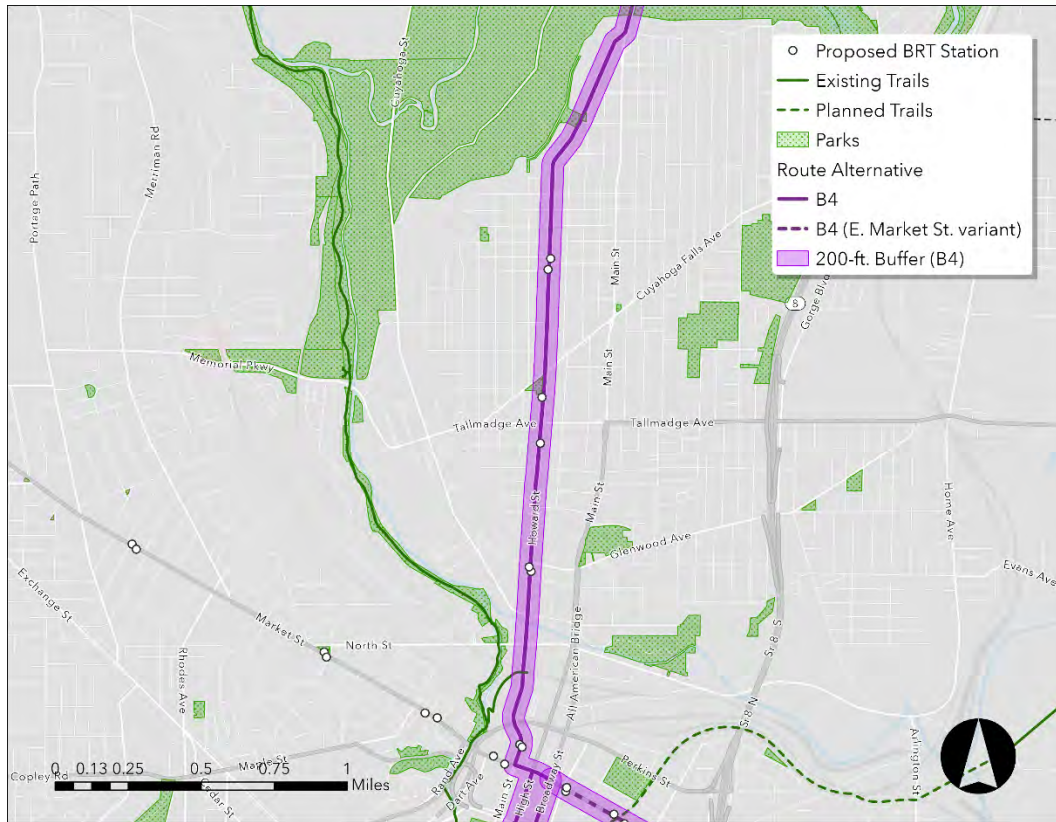 Proposed BRT Station
Existing Trails
Planned Trails
Parks
Route Alternative
B4
B4 (E. Market St. variant)
200-ft. Buffer (B4)
Cuyahoga St
Merriman Rd
Portage Path
Main St
Cuyahoga Falls Ave
8
Gorge Blv
Memorial Pkwy
Main St
Tallmadge Ave
Tallmadge Ave
Howard St
Main St
Glenwood Ave
Home Ave
Evans Ave
Exchange St
Market St
North St
Rhodes Ave
All American Bridge
Sr 8 S
Sr 8 N
Arlington St
Maple St
Rand Ave
Dart Ave
Main St
High St
Broadway St
Perkins St
Copley Rd
Cedar St
0 0.13 0.25 0.5 0.75 1
Miles